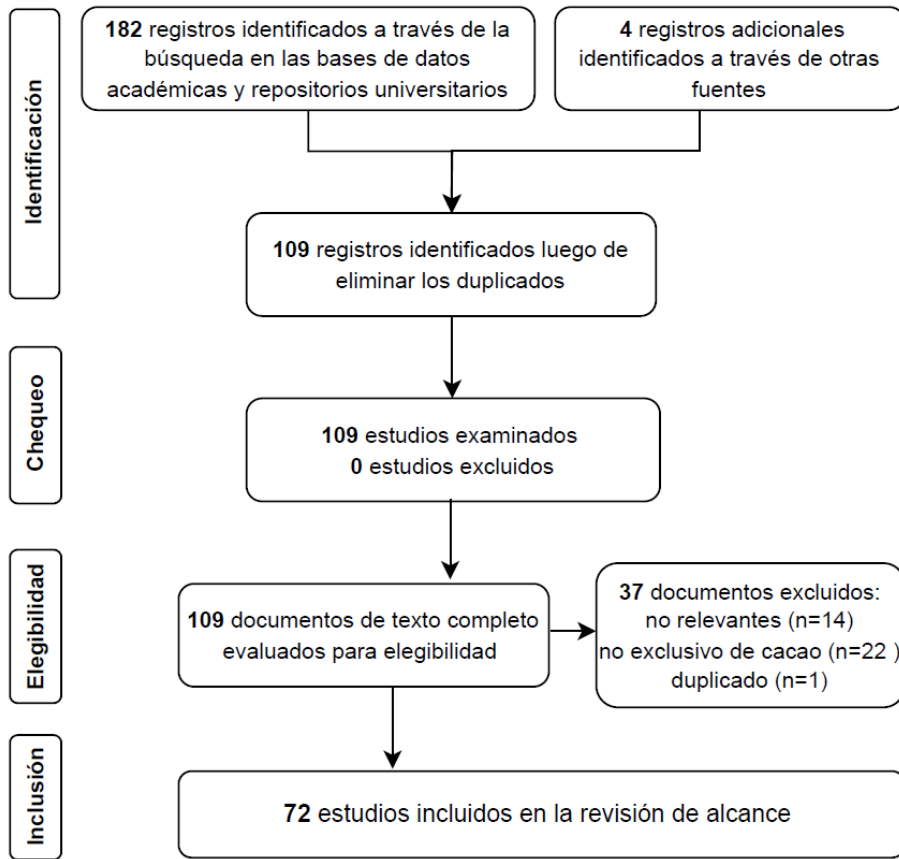 Identificación
182 registros identificados a través de la
búsqueda en las bases de datos
académicas y repositorios universitarios
4 registros adicionales
identificados a través de otras
fuentes
109 registros identificados luego de
eliminar los duplicados
Chequeo
109 estudios examinados
0 estudios excluidos
Elegibilidad
109 documentos de texto completo
evaluados para elegibilidad
37 documentos excluidos:
no relevantes (n=14)
no exclusivo de cacao (n=22 )
duplicado (n=1)
Inclusión
72 estudios incluidos en la revisión de alcance